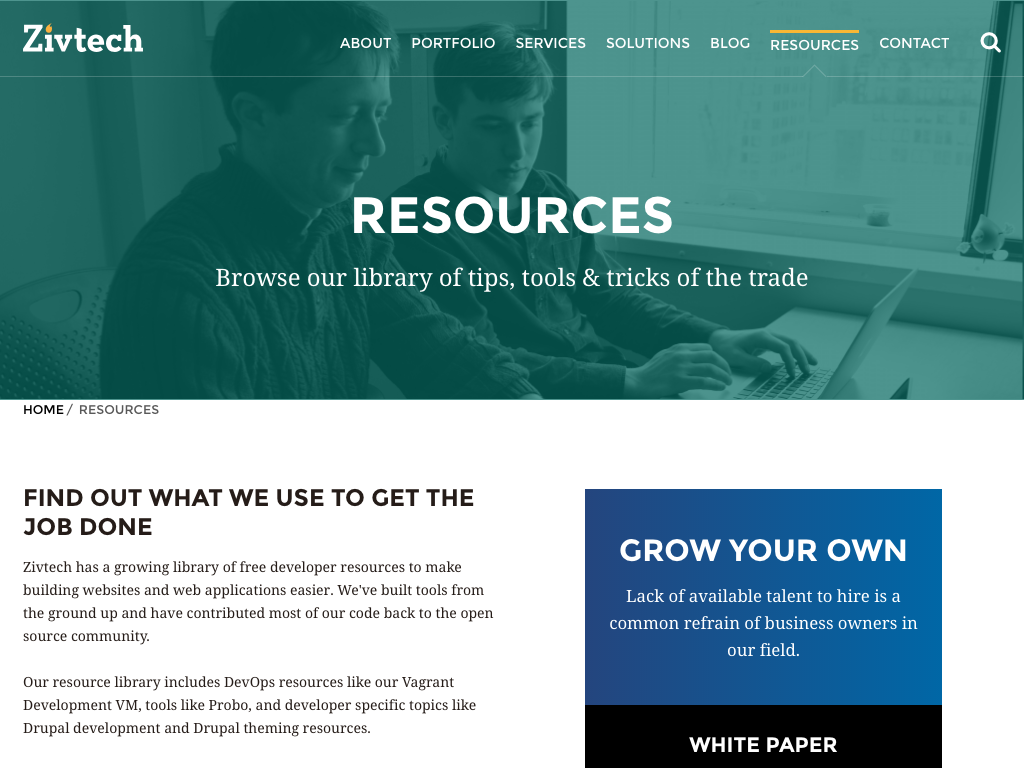 Zivtech
ABOUT PORTFOLIO SERVICES SOLUTIONS BLOG RESOURCES CONTACT
RESOURCES
Browse our library of tips, tools & tricks of the trade
HOME / RESOURCES
FIND OUT WHAT WE USE TO GET THE
JOB DONE
Zivtech has a growing library of free developer resources to make
building websites and web applications easier. We've built tools from
the ground up and have contributed most of our code back to the open
source community.
Our resource library includes DevOps resources like our Vagrant
Development VM, tools like Probo, and developer specific topics like
Drupal development and Drupal theming resources.
GROW YOUR OWN
Lack of available talent to hire is a
common refrain of business owners in
our field.
WHITE PAPER